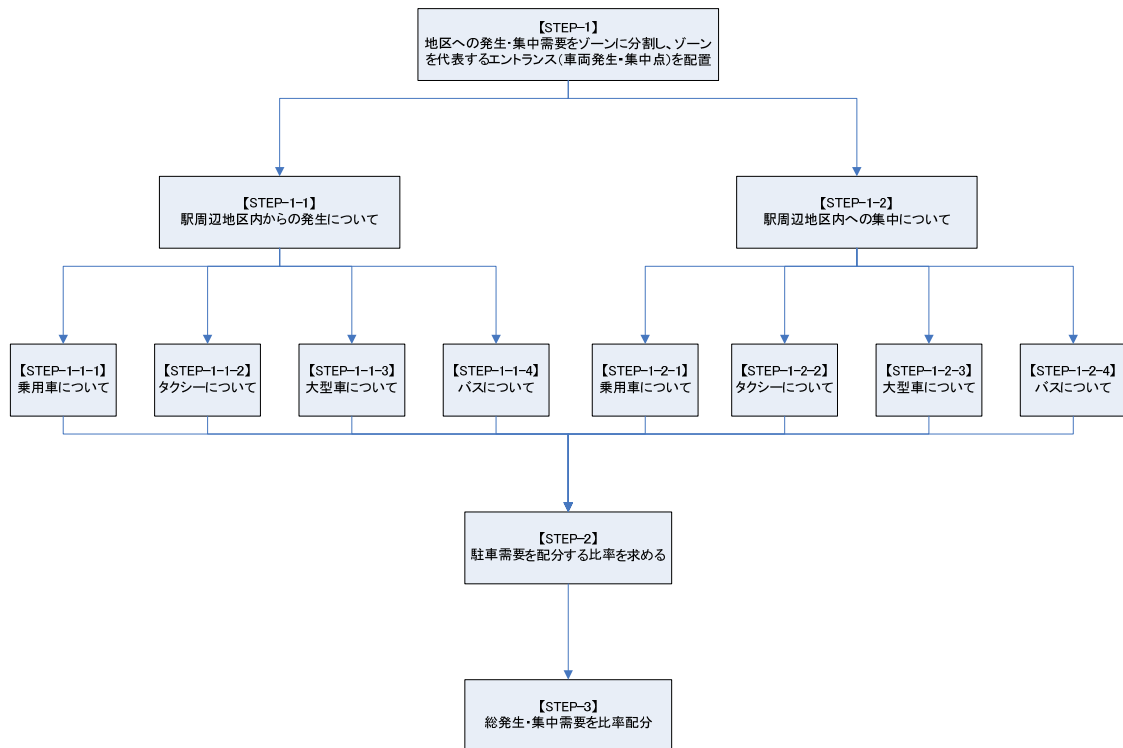 【STEP-1】
地区への発生・集中需要をゾーンに分割し、ゾーン
を代表するエントランス(車両発生・集中点)を配置
【STEP-1-1】
駅周辺地区内からの発生について
【STEP-1-2】
駅周辺地区内への集中について
【STEP-1-1-1】
乗用車について
【STEP-1-1-2】
タクシーについて
【STEP-1-1-3】
大型車について
【STEP-1-1-4】
バスについて
【STEP-1-2-1】
乗用車について
【STEP-1-2-2】
タクシーについて
【STEP-1-2-3】
大型車について
【STEP-1-2-4】
バスについて
【STEP-2】
駐車需要を配分する比率を求める
【STEP-3】
総発生・集中需要を比率配分